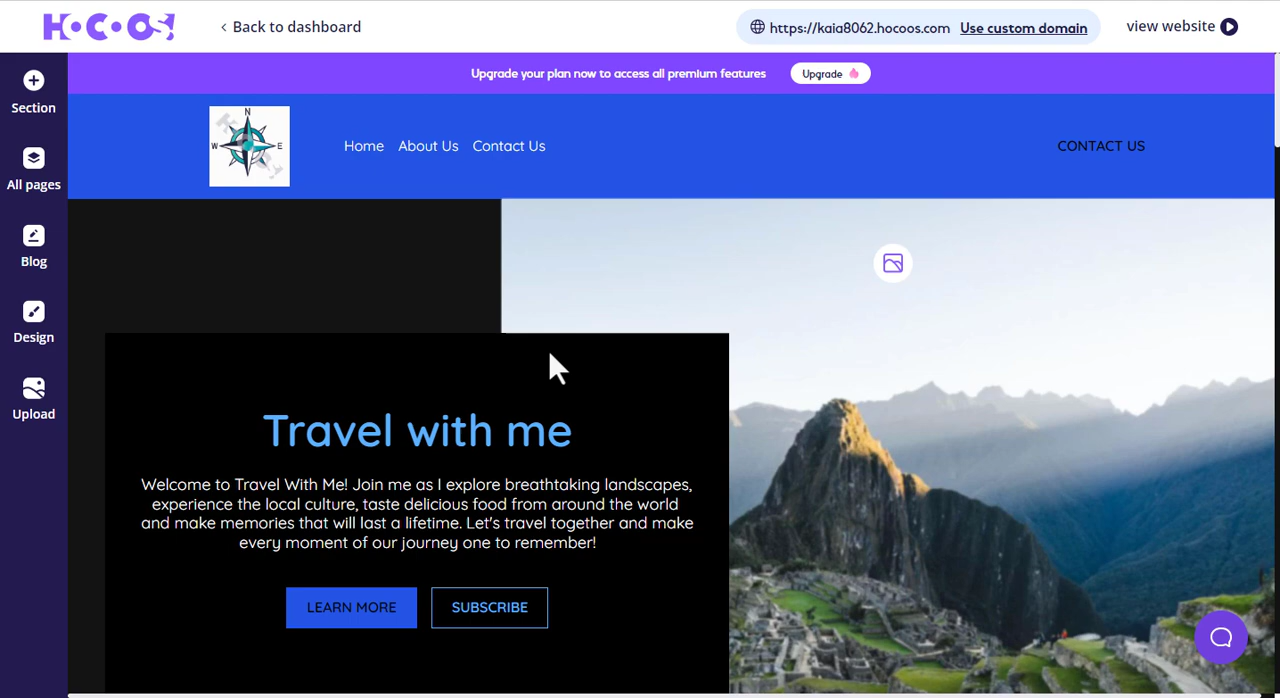 HOCOOS!
‹ Back to dashboard
https://kaia8062.hocoos.com Use custom domain
view website
Section
All pages
Blog
Design
Upload
Upgrade your plan now to access all premium features
Upgrade
N
W E
Home About Us Contact Us
CONTACT US
Travel with me
Welcome to Travel With Me! Join me as I explore breathtaking landscapes,
experience the local culture, taste delicious food from around the world
and make memories that will last a lifetime. Let's travel together and make
every moment of our journey one to remember!
LEARN MORE
SUBSCRIBE